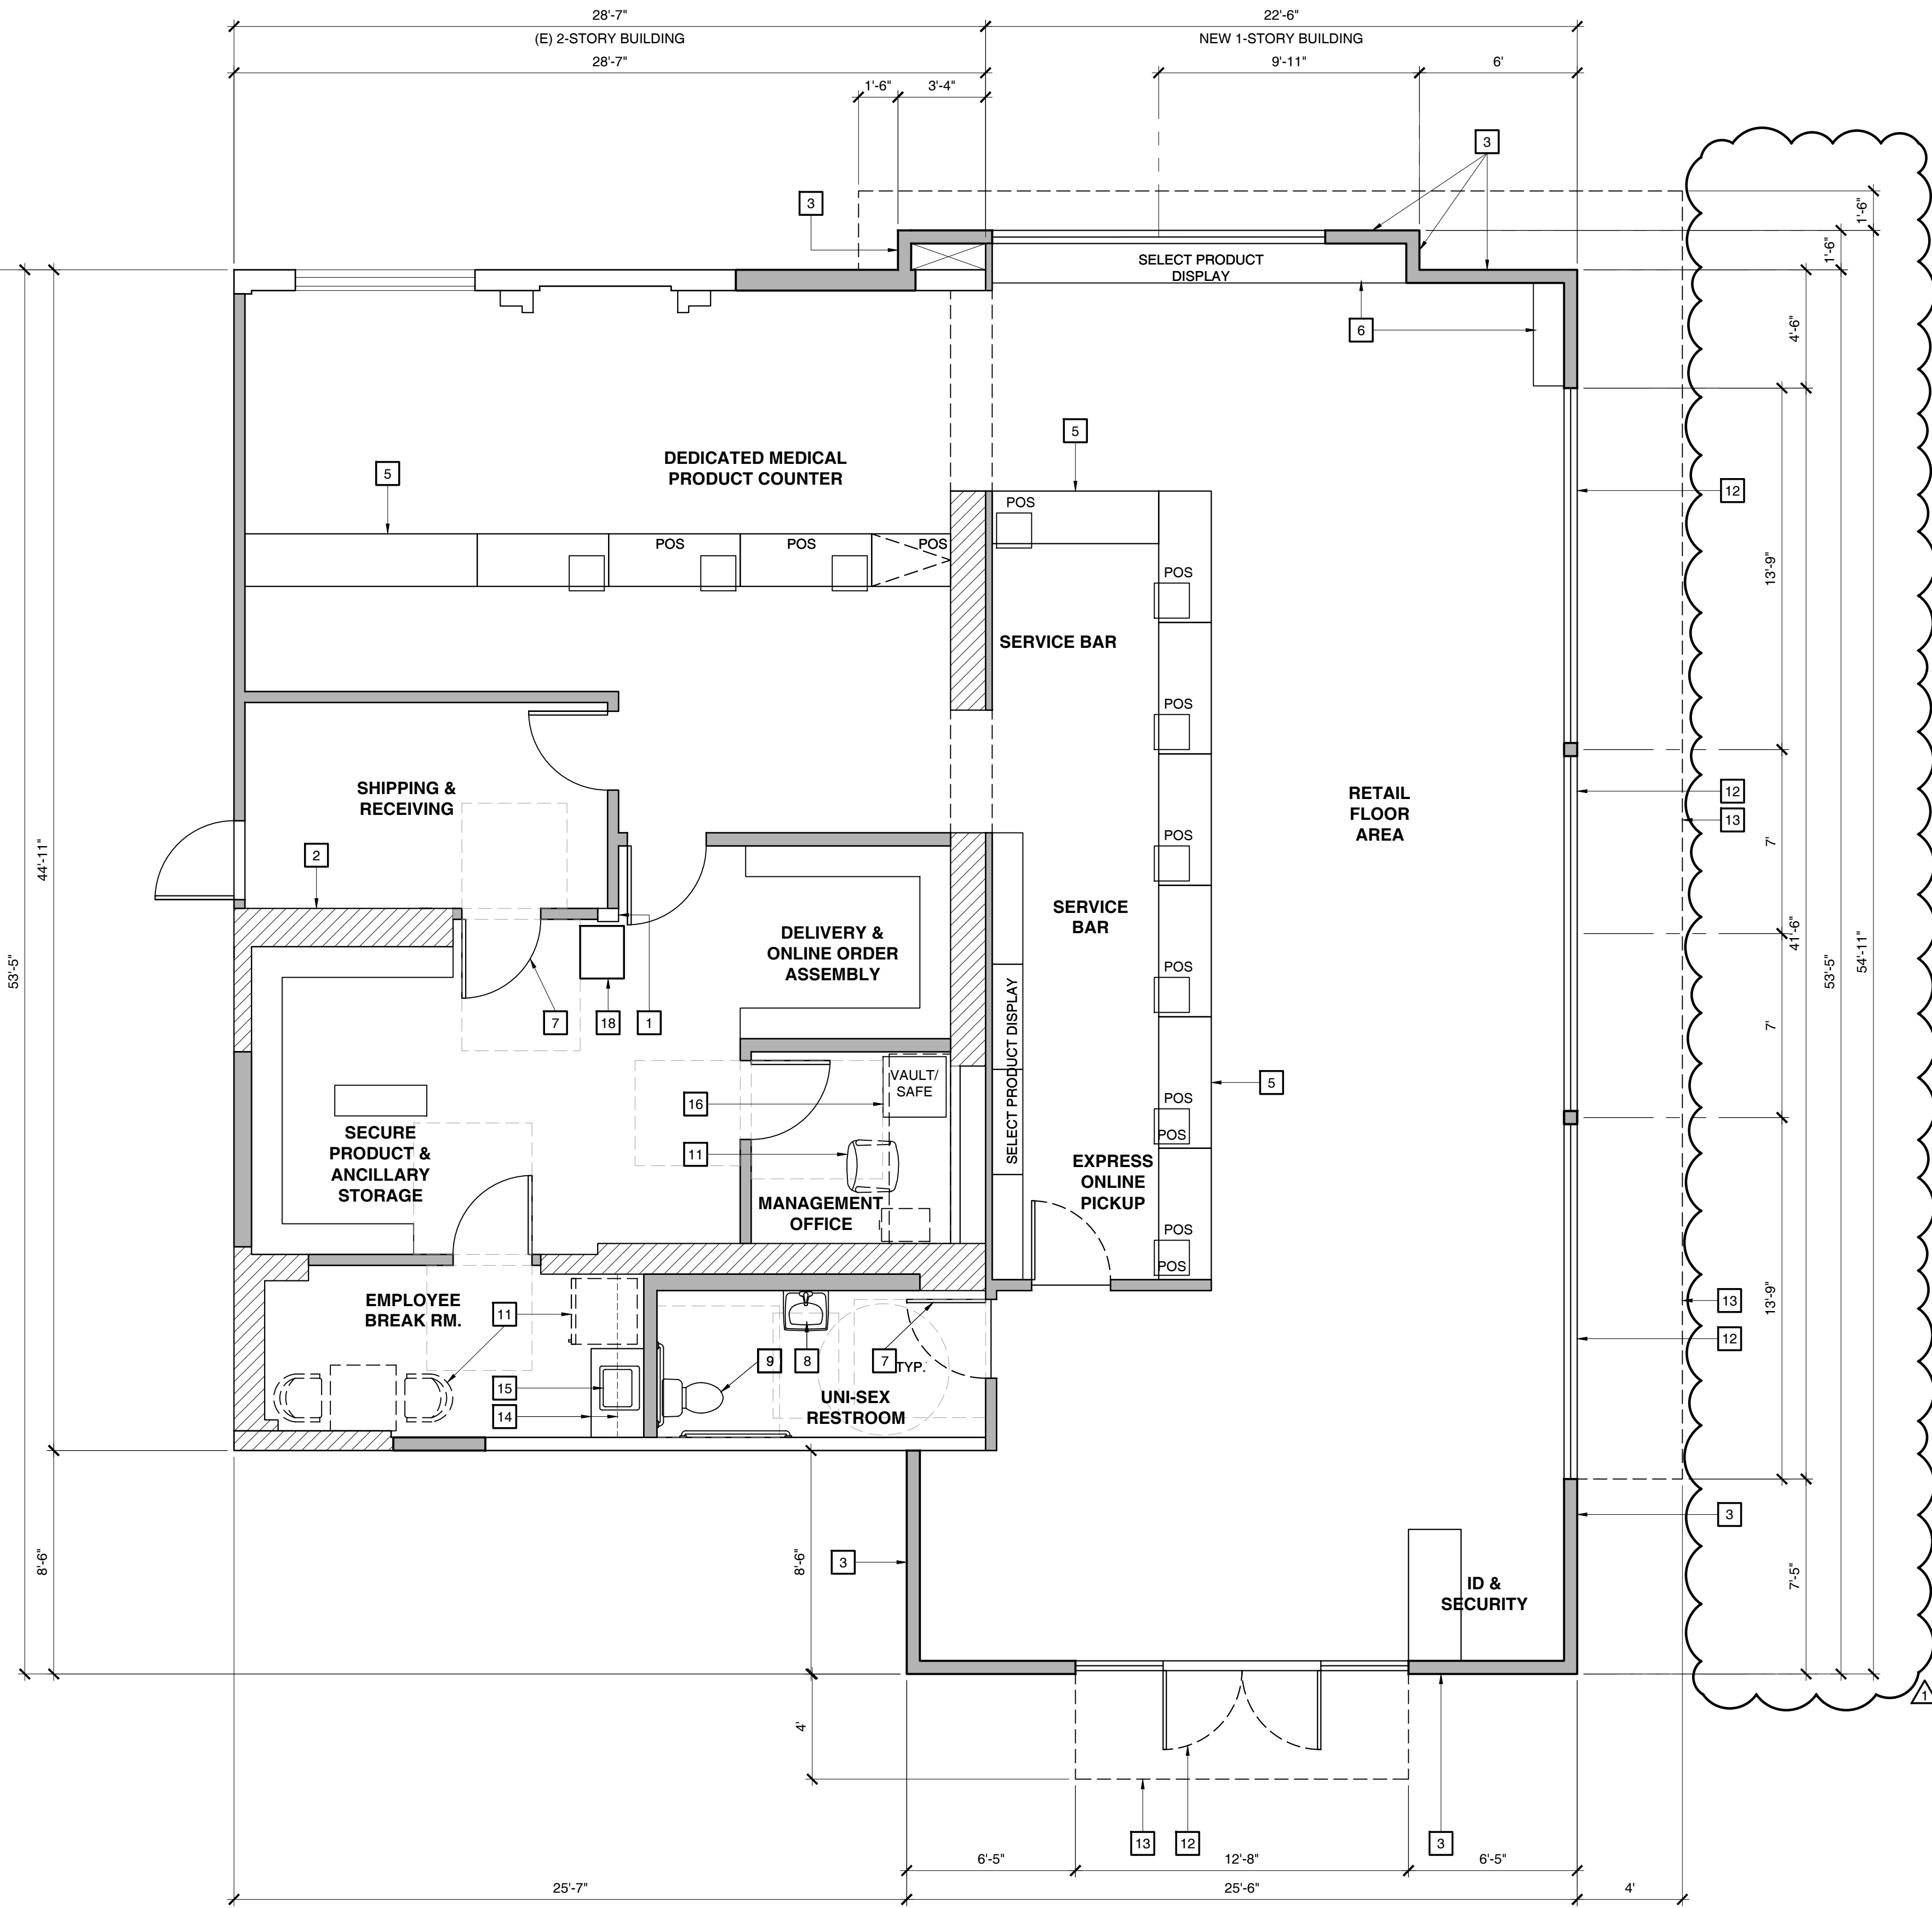 28'-7"
22'-6"
(E) 2-STORY BUILDING
NEW 1-STORY BUILDING
28'-7"
9'-11"
6'
1'-6"
3'-4"
3
3
1'-6"
1'-6"
SELECT PRODUCT
DISPLAY
6
4'-6"
5
DEDICATED MEDICAL
PRODUCT COUNTER
5
12
POS
POS
POS
POS
POS
13'-9"
SERVICE BAR
POS
SHIPPING &
RECEIVING
RETAIL
FLOOR
AREA
12
13
POS
7'
2
44'-11"
53'-5"
SERVICE
BAR
DELIVERY &
ONLINE ORDER
ASSEMBLY
POS
41'-6"
53'-5"
54'-11"
7
18
1
7'
SELECT PRODUCT DISPLAY
VAULT/
SAFE
16
5
POS
POS
SECURE
PRODUCT &
ANCILLARY
STORAGE
11
EXPRESS
ONLINE
PICKUP
MANAGEMENT
OFFICE
POS
POS
EMPLOYEE
BREAK RM.
11
13
13'-9"
12
9
8
7
TYP.
15
14
UNI-SEX
RESTROOM
3
8'-6"
8'-6"
3
ID &
SECURITY
7'-5"
1
4'
13
12
3
6'-5"
12'-8"
6'-5"
25'-7"
25'-6"
4'